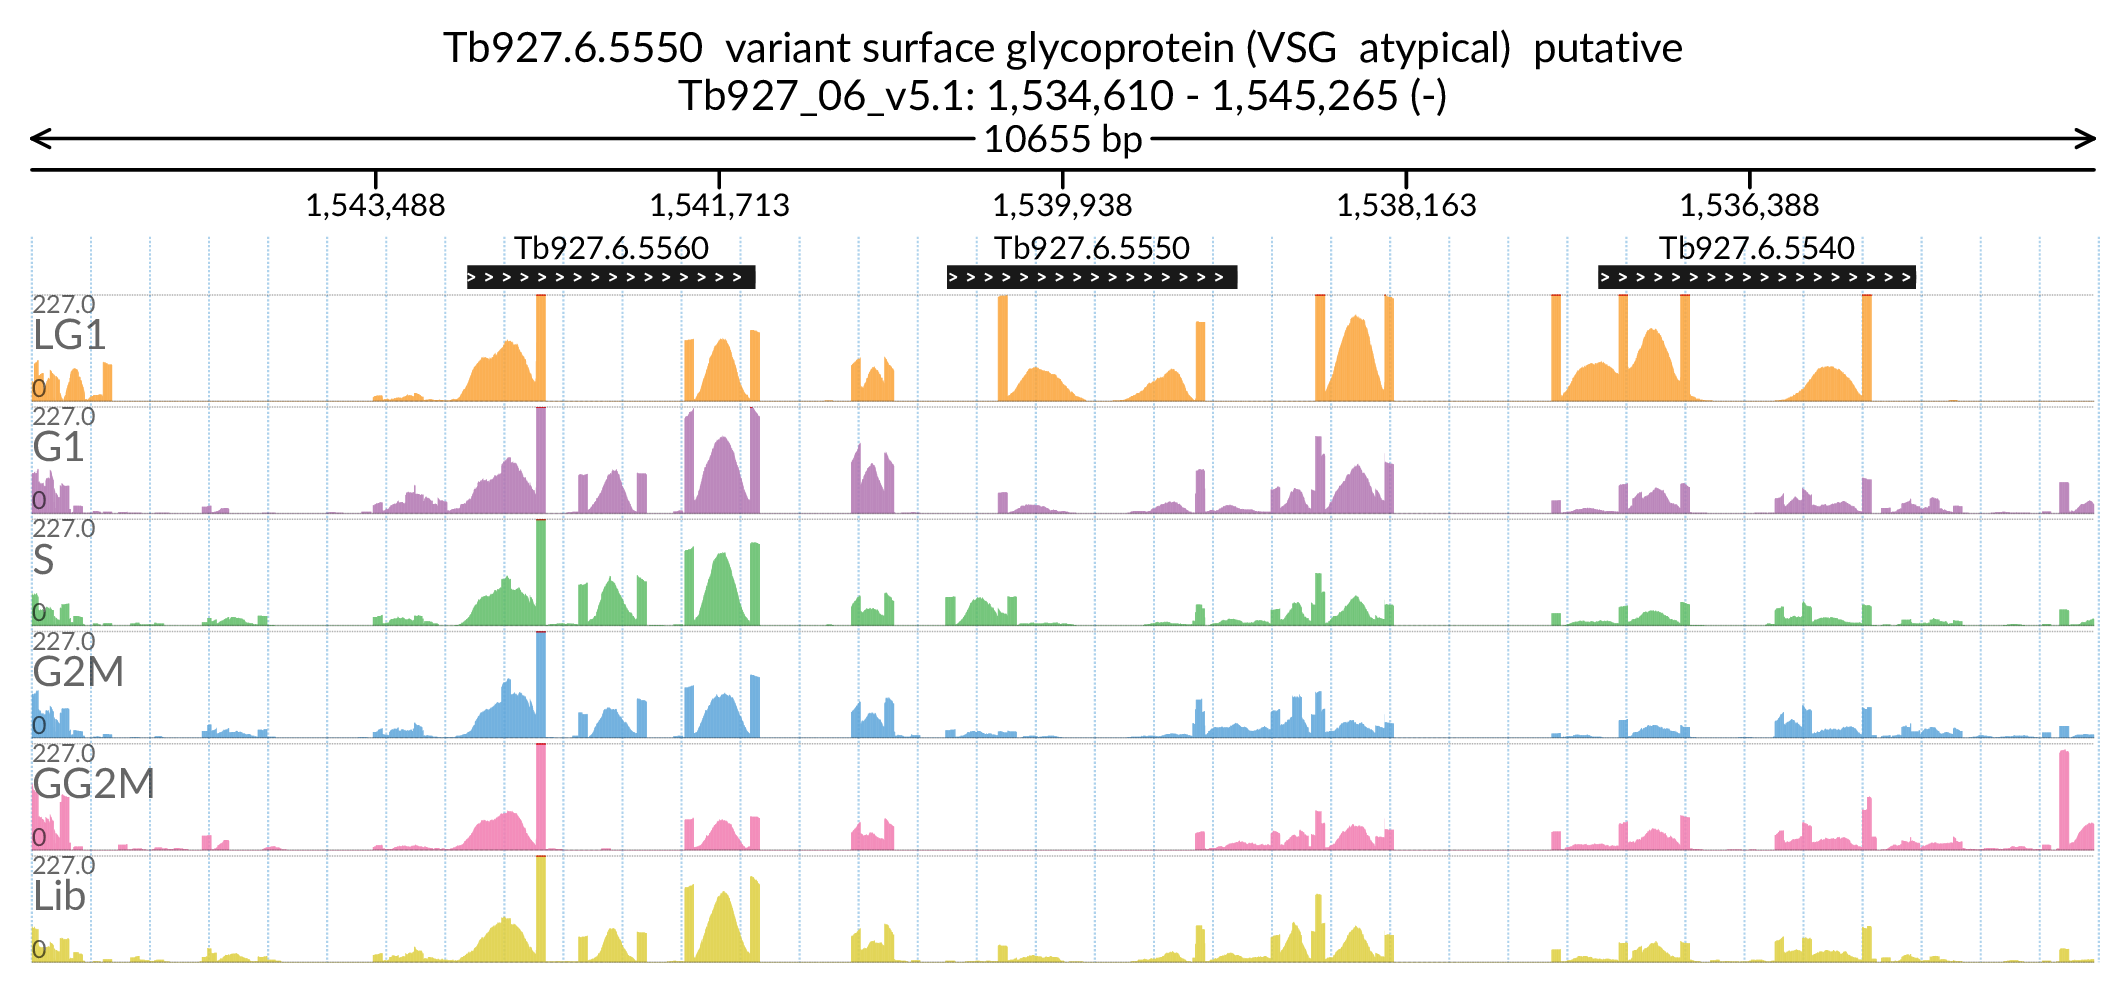 Tb927.6.5550  variant surface glycoprotein (VSG  atypical)  putative
Tb927_06_v5.1: 1,534,610 - 1,545,265 (-)
10655 bp
1,543,488 1,541,713 1,539,938 1,538,163 1,536,388
Tb927.6.5560 Tb927.6.5550 Tb927.6.5540
227.0
LG1
0
227.0
G1
0
227.0
S
0
227.0
G2M
0
227.0
GG2M
0
227.0
Lib
0